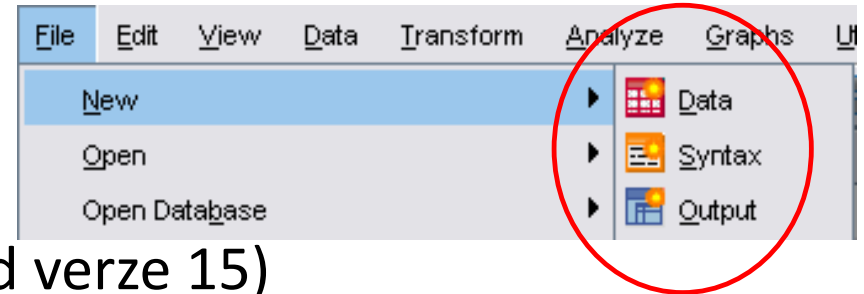 File Edit View Data Transform Analyze Graphs
New Data
Open Syntax
Open Database Output
verze 15)